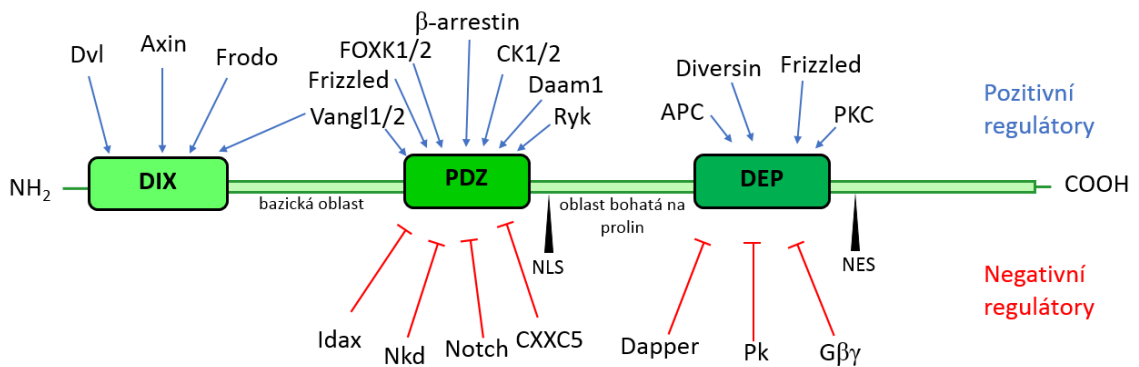 β-arrestin
Dvl
Axin
Frodo
FOXK1/2
CK1/2
Frizzled
Daam1
Vangl1/2
Ryk
Diversin
Frizzled
APC
PKC
Pozitivní
regulátory
NH2
DIX
PDZ
DEP
COOH
bazická oblast
oblast bohatá na
prolin
NLS
NES
Negativní
regulátory
Idax
Nkd
Notch
CXXC5
Dapper
Pk
Gβγ